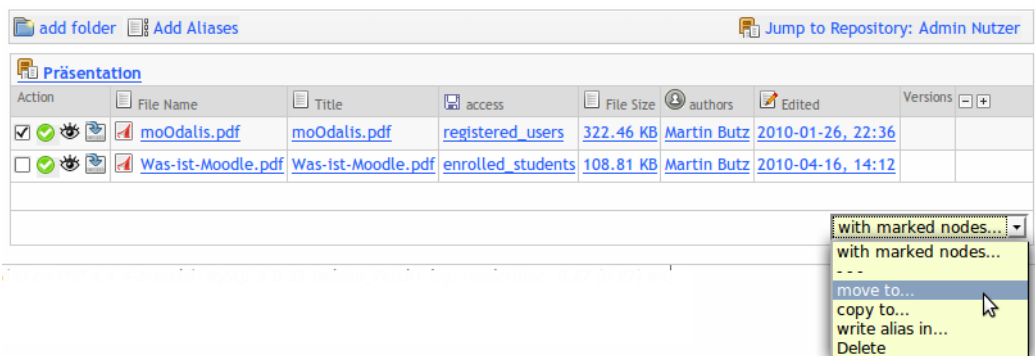 add folder Add Aliases Jump to Repository: Admin Nutzer
Präsentation
Action File Name Title access File Size authors Edited Versions
moOdalis.pdf moOdalis.pdf registered_users 322.46 KB Martin Butz 2010-01-26, 22:36
Was-ist-Moodle.pdf Was-ist-Moodle.pdf enrolled_students 108.81 KB Martin Butz 2010-04-16, 14:12
with marked nodes...
with marked nodes...
---
move to...
copy to...
write alias in...
Delete